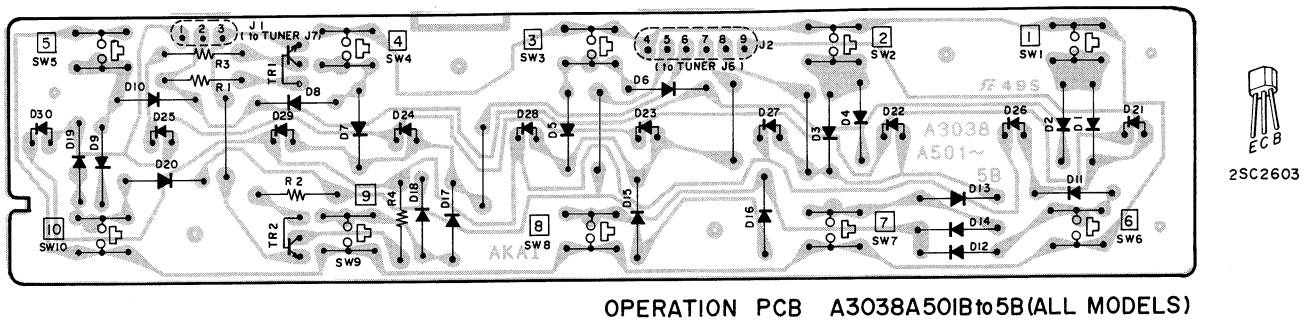 J1
5 1 2 3 (to TUNER J7) 4 3 4 5 6 7 8 9 J2 2 1
SW5 R3 TR1 SW4 SW3 (to TUNER J6) SW2 SW1
D10 R1 D8 D6 49S
D30 D19 D9 D25 D29 D7 D24 D28 D5 D23 D27 D3 D4 D22 D26 D2 D1 D21
A3038
A501~
D20 5B
R2 9 R4 D18 D17 D15 D16 D13 D11
10 TR2 8 7 D14 6
SW10 SW9 AKAI SW8 SW7 D12 SW6
ECB
2SC2603
OPERATION PCB A3038A501B to 5B (ALL MODELS)